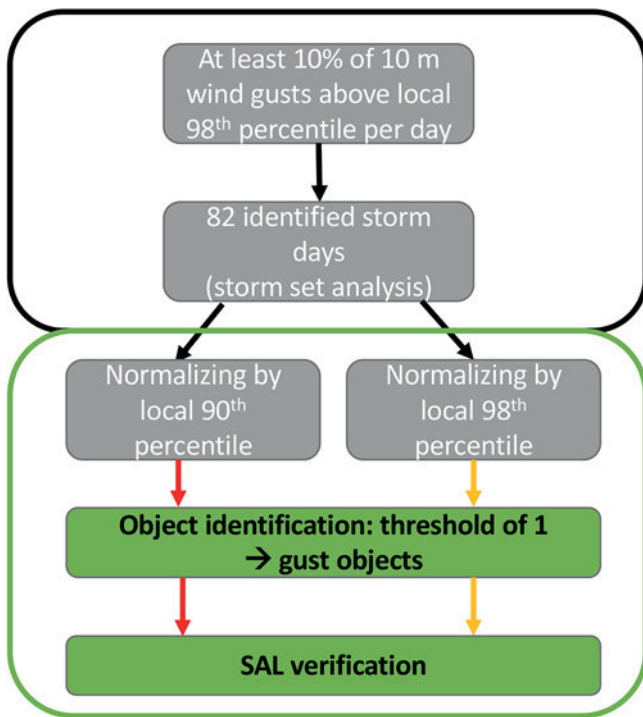 At least 10% of 10 m
wind gusts above local
98th percentile per day
82 identified storm
days
(storm set analysis)
Normalizing by
local 90th
percentile
Normalizing by
local 98th
percentile
Object identification: threshold of 1
→ gust objects
SAL verification